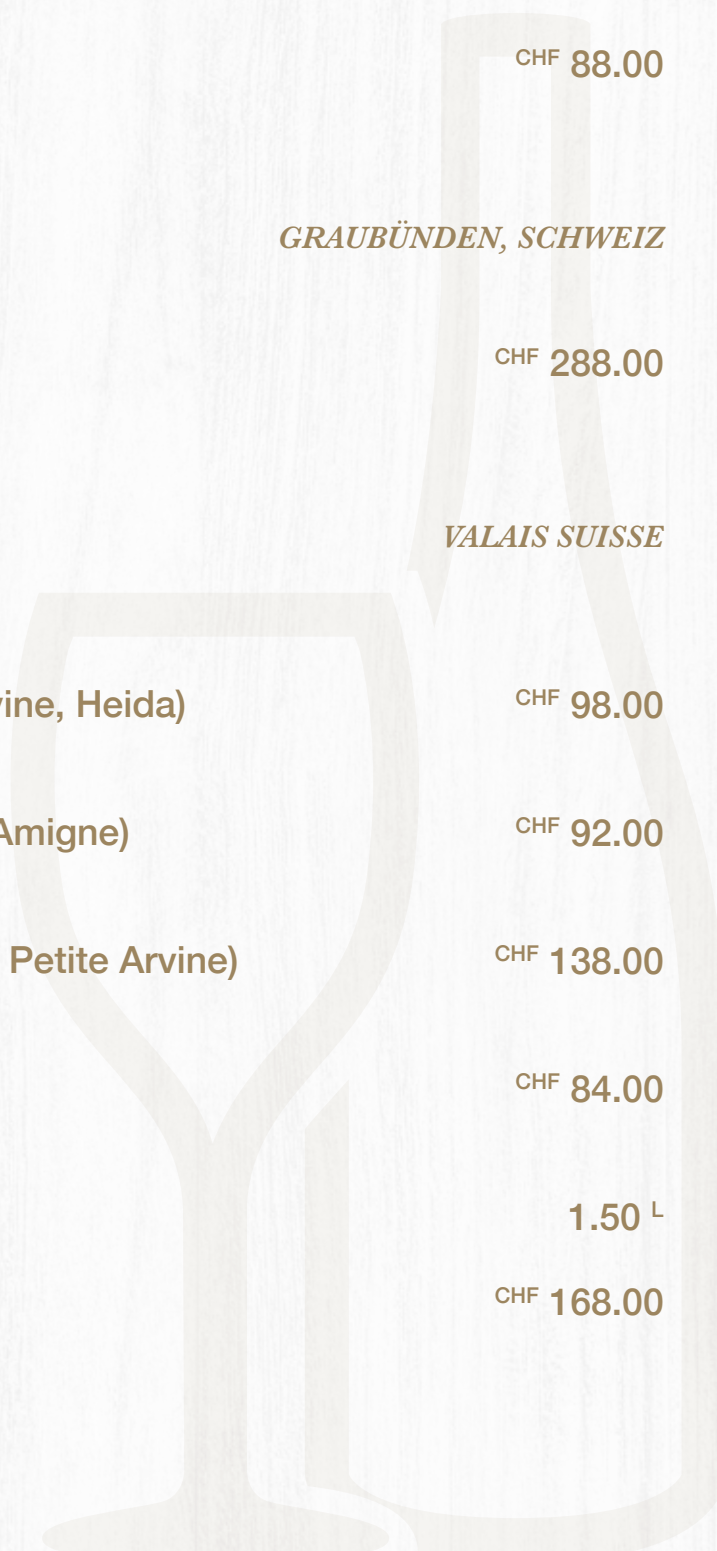 CHF 88.00
GRAUBÜNDEN, SCHWEIZ
CHF 288.00
VALAIS SUISSE
vine, Heida) CHF 98.00
Amigne) CHF 92.00
Petite Arvine) CHF 138.00
CHF 84.00
1.50 L
CHF 168.00